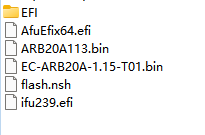 EFI
AfuEfix64.efi
ARB20A113.bin
EC-ARB20A-1.15-T01.bin
flash.nsh
ifu239.efi